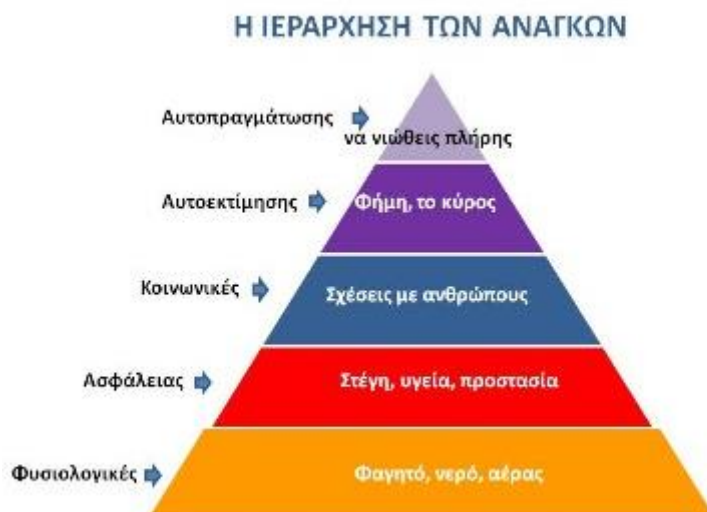 Η ΙΕΡΑΡΧΗΣΗ ΤΩΝ ΑΝΑΓΚΩΝ
Αυτοπραγμάτωσης
να νιώθεις πλήρης
Αυτοεκτίμησης
Φήμη, το κύρος
Κοινωνικές
Σχέσεις με ανθρώπους
Ασφάλειας
Στέγη, υγεία, προστασία
Φυσιολογικές
Φαγητό, νερό, αέρας